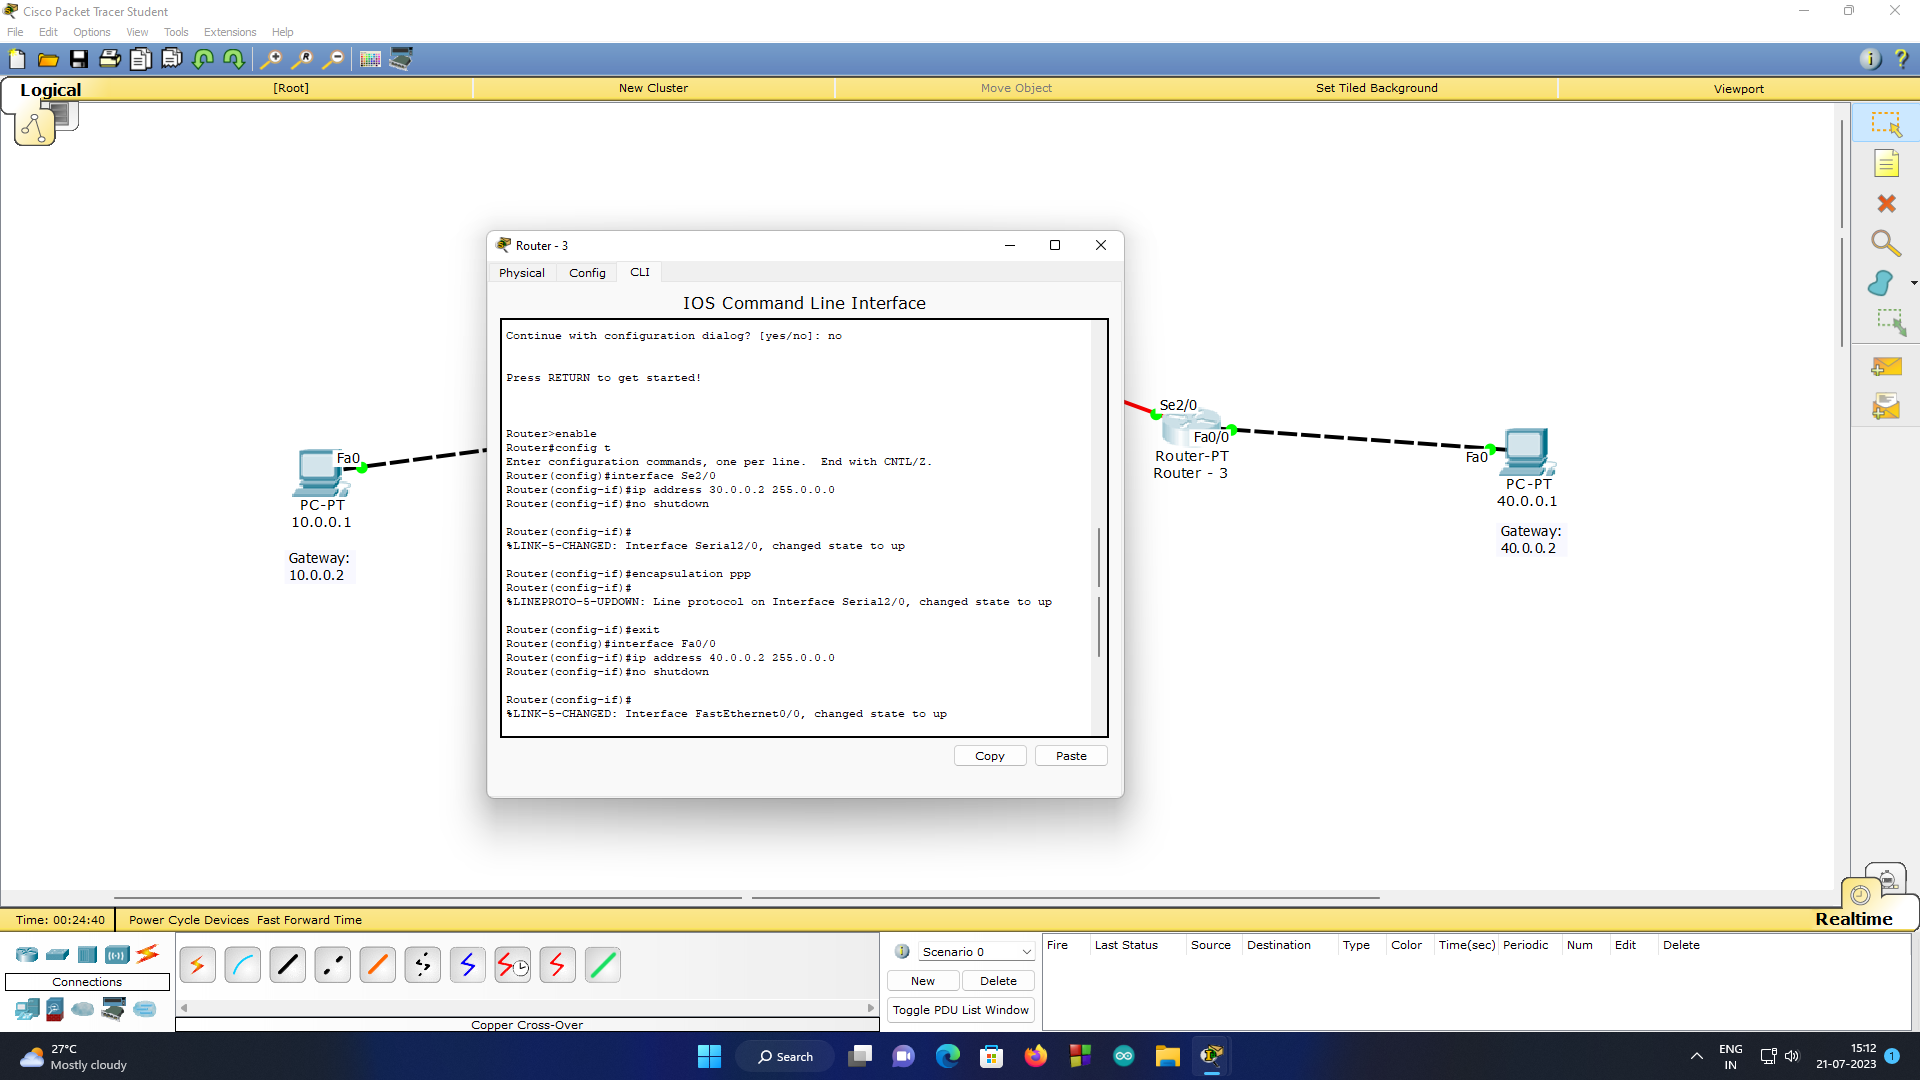 Cisco Packet Tracer Student
File Edit Options View Tools Extensions Help
Logical [Root] New Cluster Move Object Set Tiled Background Viewport
Router - 3
Physical Config CLI
IOS Command Line Interface
Continue with configuration dialog? [yes/no]: no
Press RETURN to get started!
Router>enable
Router#config t
Enter configuration commands, one per line.  End with CNTL/Z.
Router(config)#interface Se2/0
Router(config-if)#ip address 30.0.0.2 255.0.0.0
Router(config-if)#no shutdown
Router(config-if)#
%LINK-5-CHANGED: Interface Serial2/0, changed state to up
Router(config-if)#encapsulation ppp
Router(config-if)#
%LINEPROTO-5-UPDOWN: Line protocol on Interface Serial2/0, changed state to up
Router(config-if)#exit
Router(config)#interface Fa0/0
Router(config-if)#ip address 40.0.0.2 255.0.0.0
Router(config-if)#no shutdown
Router(config-if)#
%LINK-5-CHANGED: Interface FastEthernet0/0, changed state to up
Copy Paste
Fa0
PC-PT
10.0.0.1
Gateway:
10.0.0.2
Se2/0
Fa0/0
Router-PT
Router - 3
Fa0
PC-PT
40.0.0.1
Gateway:
40.0.0.2
Time: 00:24:40 Power Cycle Devices Fast Forward Time
Realtime
Connections
Copper Cross-Over
Scenario 0
New Delete
Toggle PDU List Window
Fire Last Status Source Destination Type Color Time(sec) Periodic Num Edit Delete
27°C
Mostly cloudy
Search
ENG
IN
15:12
21-07-2023
1